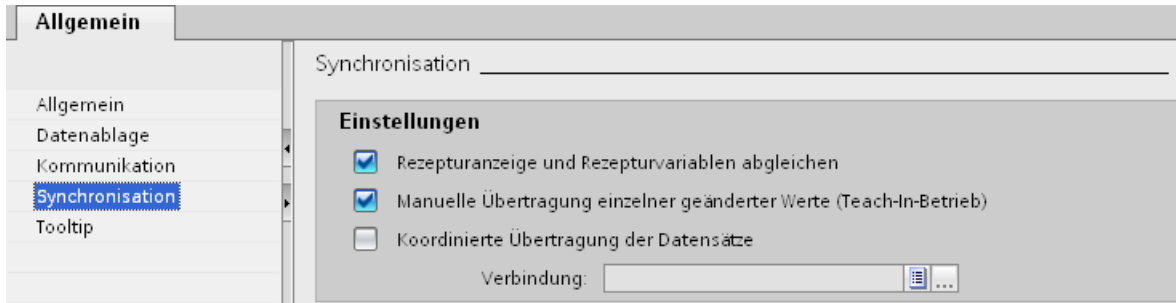 Allgemein
Synchronisation
Allgemein
Datenablage
Kommunikation
Synchronisation
Tooltip
Einstellungen
Rezepturanzeige und Rezepturvariablen abgleichen
Manuelle Übertragung einzelner geänderter Werte (Teach-In-Betrieb)
Koordinierte Übertragung der Datensätze
Verbindung:
...